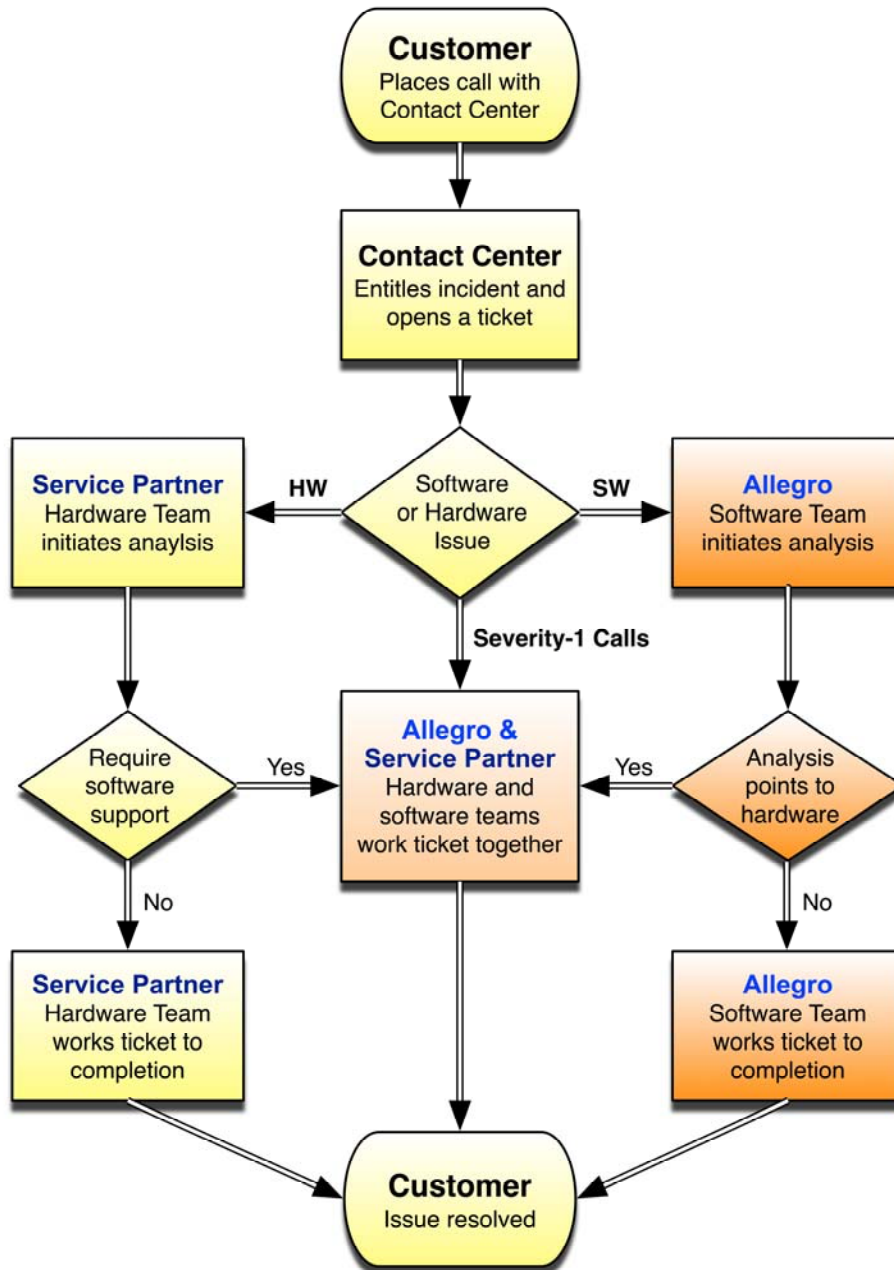 Customer
Places call with
Contact Center
Contact Center
Entitles incident and
opens a ticket
Service Partner
Hardware Team
initiates anaylsis
HW
Software
or Hardware
Issue
SW
Allegro
Software Team
initiates analysis
Severity-1 Calls
Require
software
support
Yes
Allegro &
Service Partner
Hardware and
software teams
work ticket together
Yes
Analysis
points to
hardware
No
No
Service Partner
Hardware Team
works ticket to
completion
Allegro
Software Team
works ticket to
completion
Customer
Issue resolved